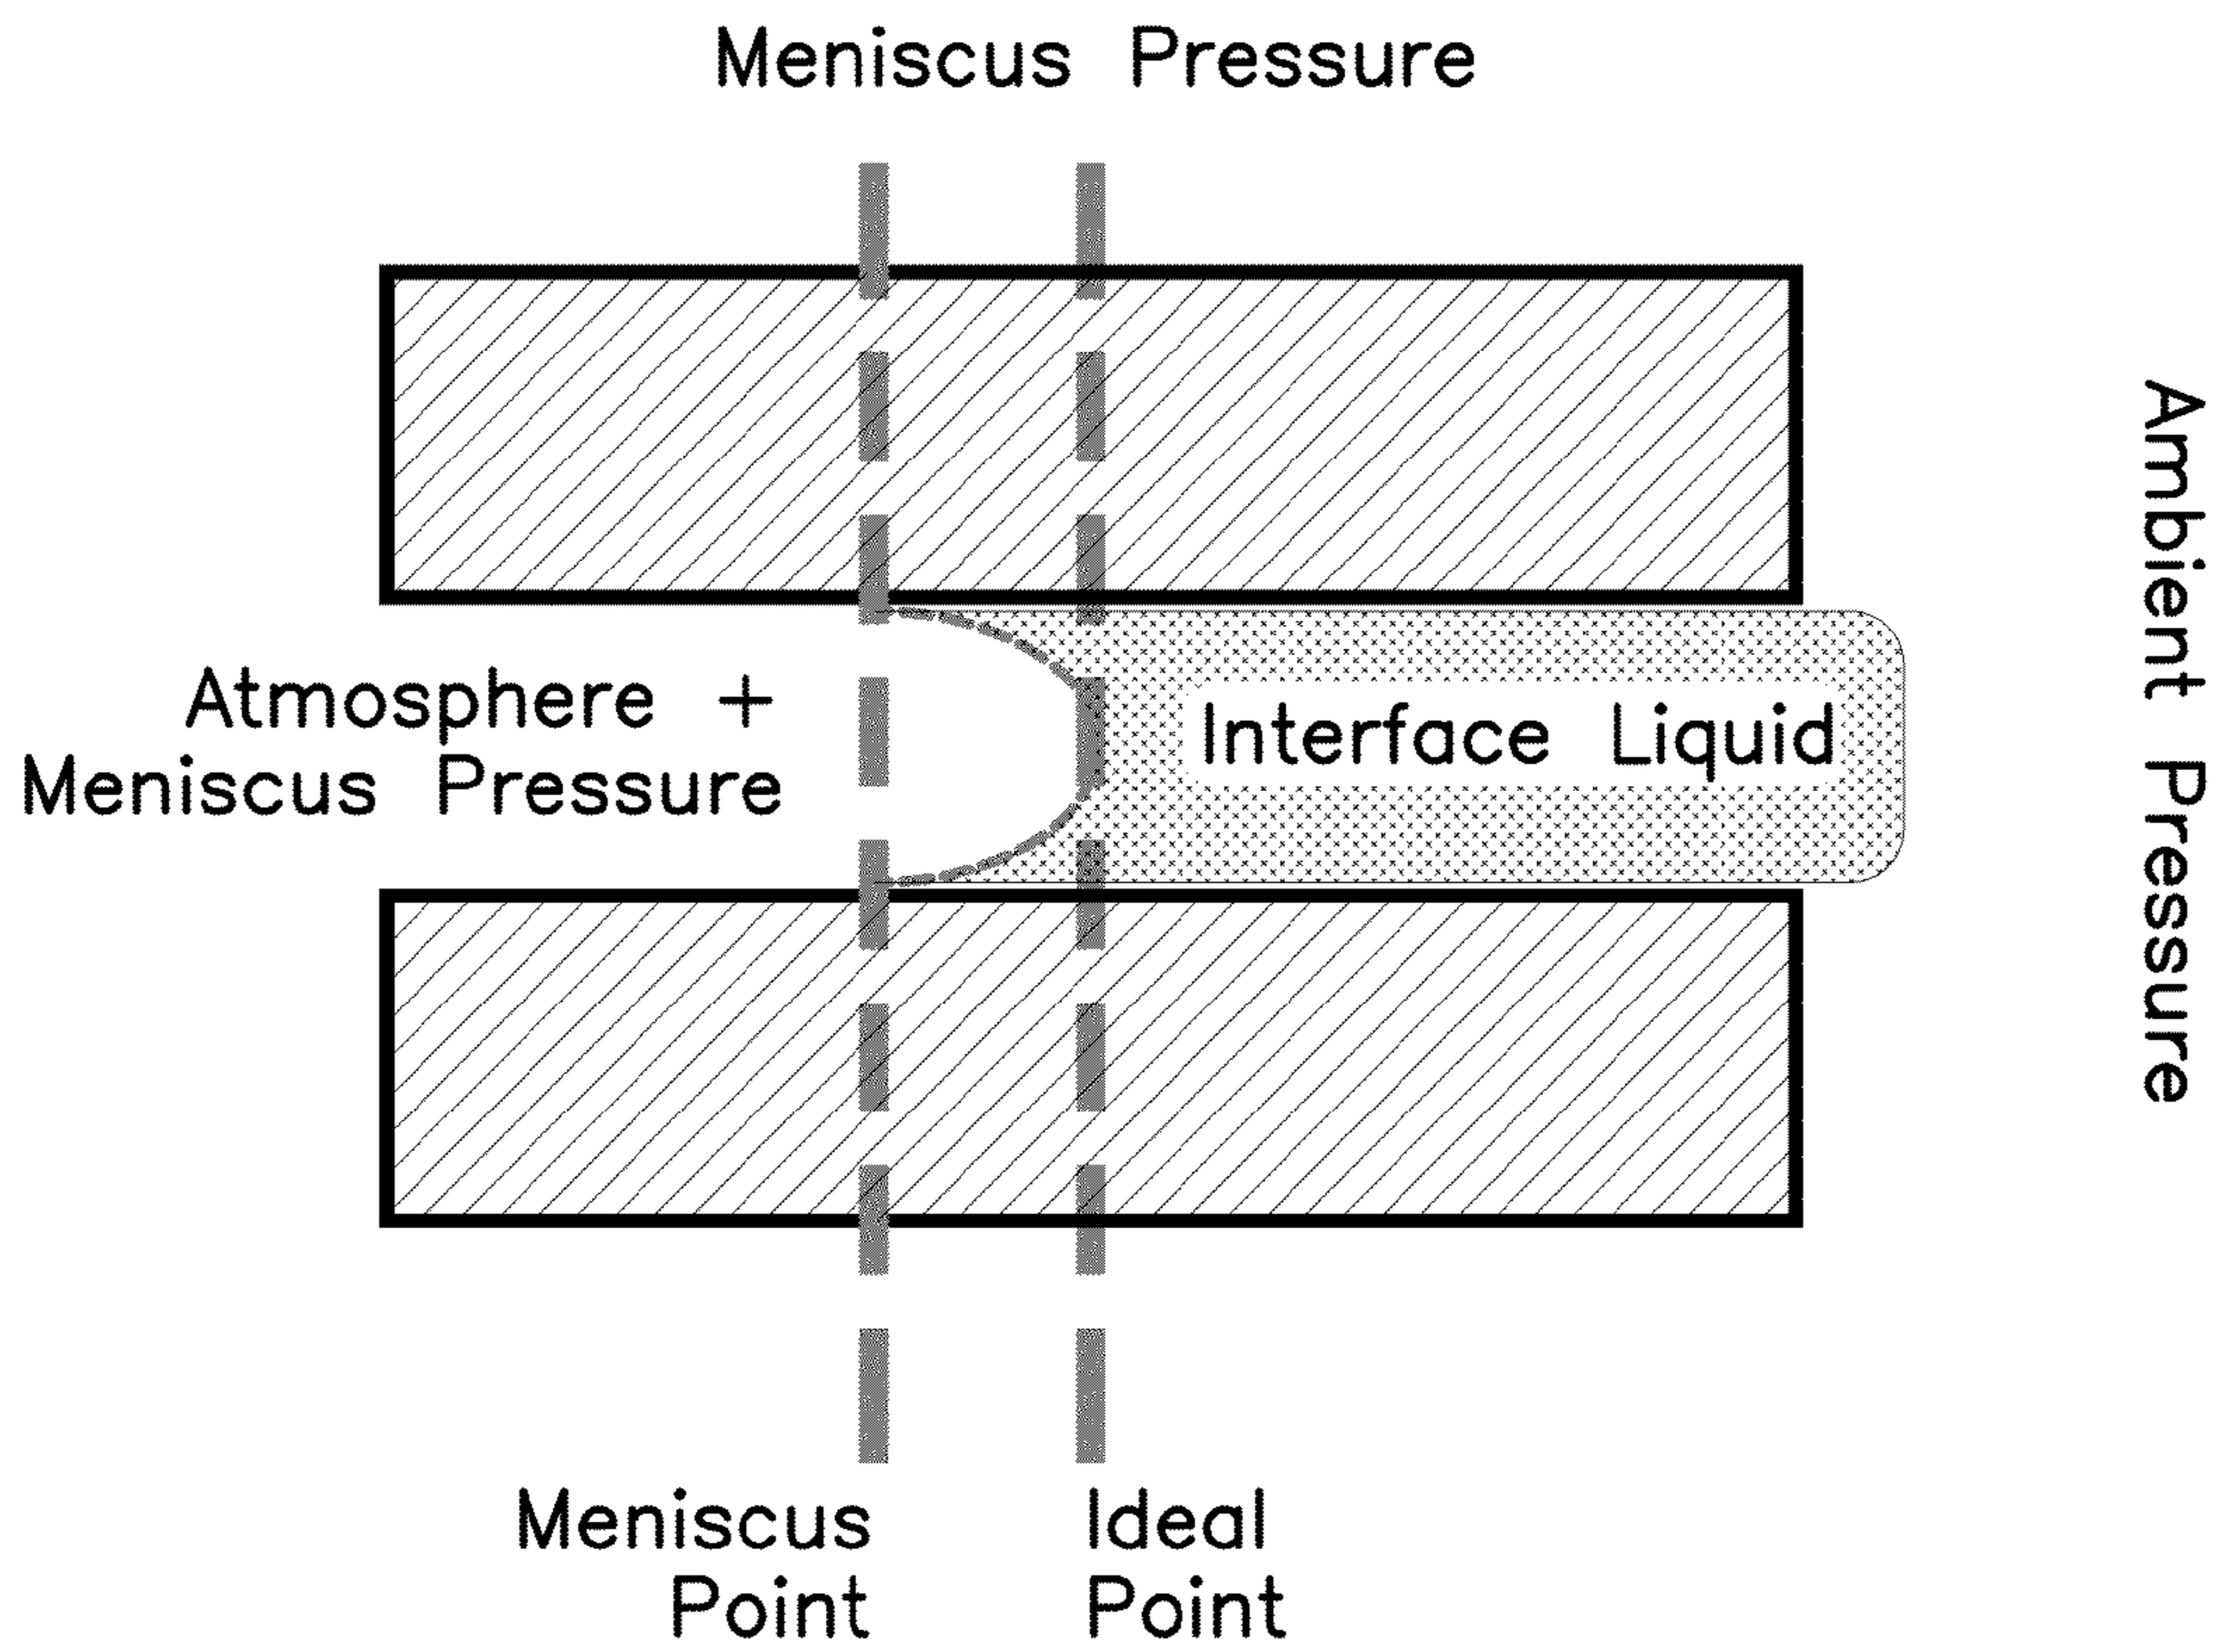 Meniscus Pressure
Atmosphere +
Meniscus Pressure
Interface Liquid
Ambient Pressure
Meniscus
Point
Ideal
Point